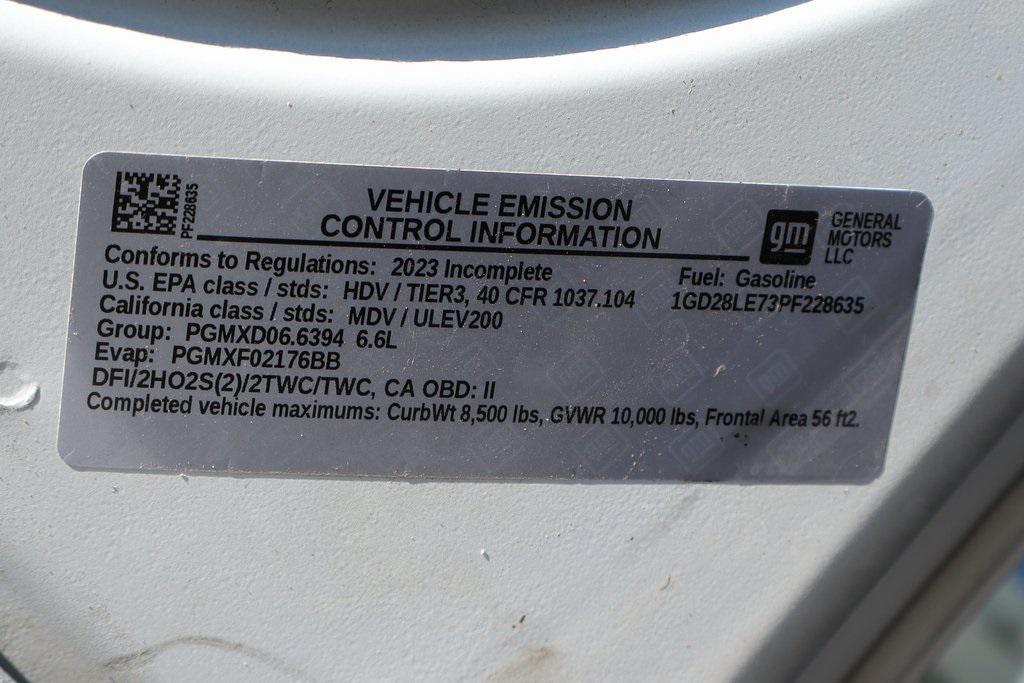 PF228635
VEHICLE EMISSION
CONTROL INFORMATION
gm
GENERAL
MOTORS
LLC
Conforms to Regulations: 2023 Incomplete
Fuel: Gasoline
U.S. EPA class / stds: HDV / TIER3, 40 CFR 1037.104
1GD28LE73PF228635
California class / stds: MDV / ULEV200
Group: PGMXD06.6394 6.6L
Evap: PGMXF02176BB
DFI/2HO2S(2)/2TWC/TWC, CA OBD: II
Completed vehicle maximums: CurbWt 8,500 lbs, GVWR 10,000 lbs, Frontal Area 56 ft2.